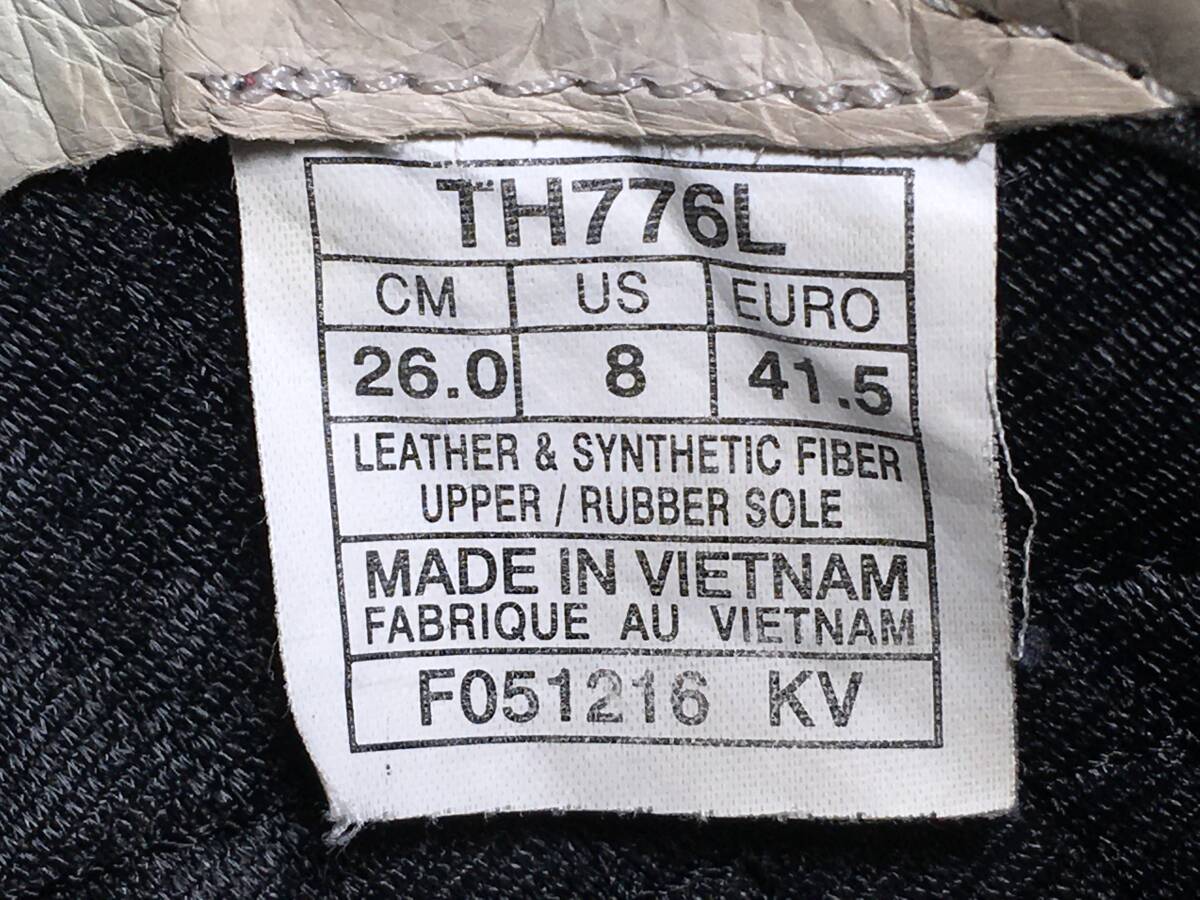 TH776L
CM US EURO
26.0 8 41.5
LEATHER & SYNTHETIC FIBER
UPPER / RUBBER SOLE
MADE IN VIETNAM
FABRIQUE AU VIETNAM
F051216 KV